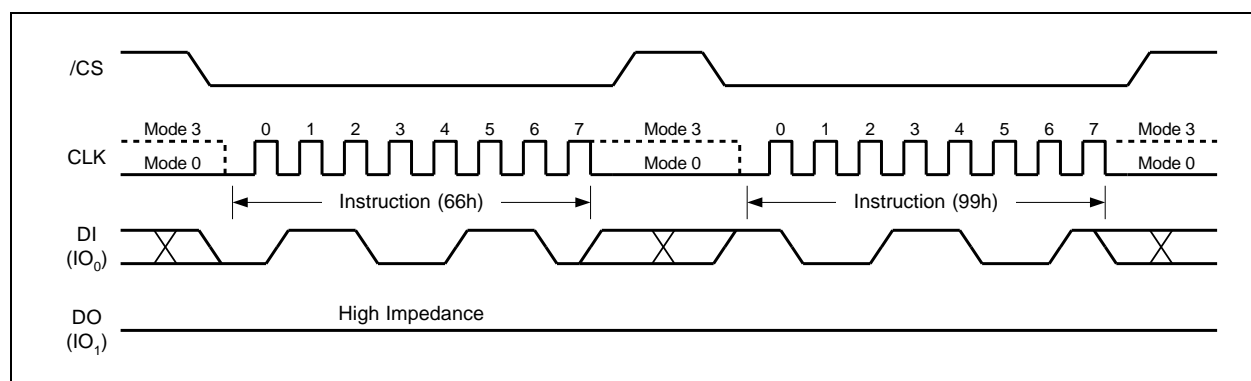 /CS
Mode 3 0 1 2 3 4 5 6 7 Mode 3 0 1 2 3 4 5 6 7 Mode 3
CLK
Mode 0 Mode 0 Mode 0
Instruction (66h) Instruction (99h)
DI
(IO0)
High Impedance
DO
(IO1)